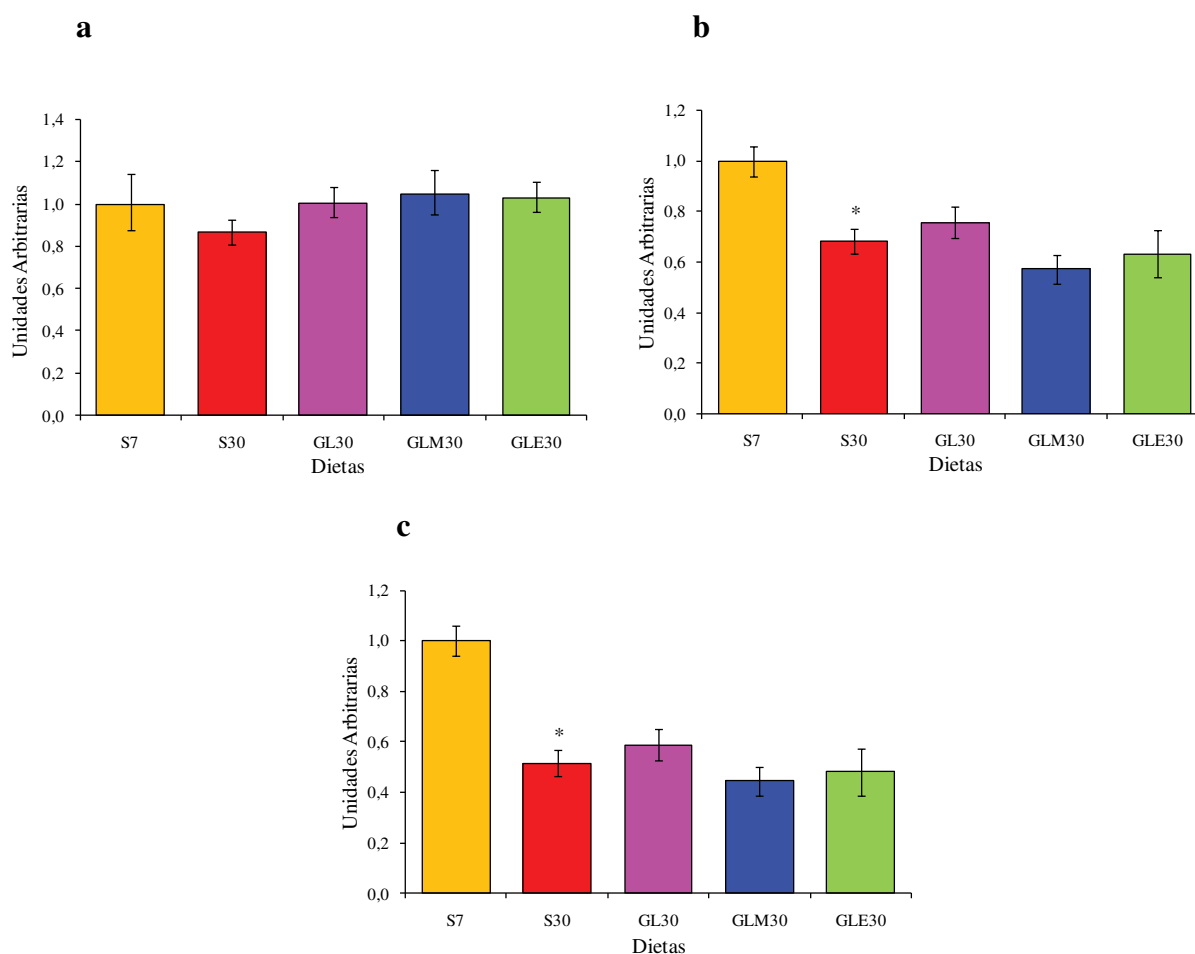 a
1,4
1,2
1,0
0,8
0,6
0,4
0,2
0,0
Unidades Arbitrarias
S7 S30 GL30 GLM30 GLE30
Dietas
b
1,2
1,0
0,8
0,6
0,4
0,2
0,0
Unidades Arbitrarias
*
S7 S30 GL30 GLM30 GLE30
Dietas
c
1,2
1,0
0,8
0,6
0,4
0,2
0,0
Unidades Arbitrarias
*
S7 S30 GL30 GLM30 GLE30
Dietas